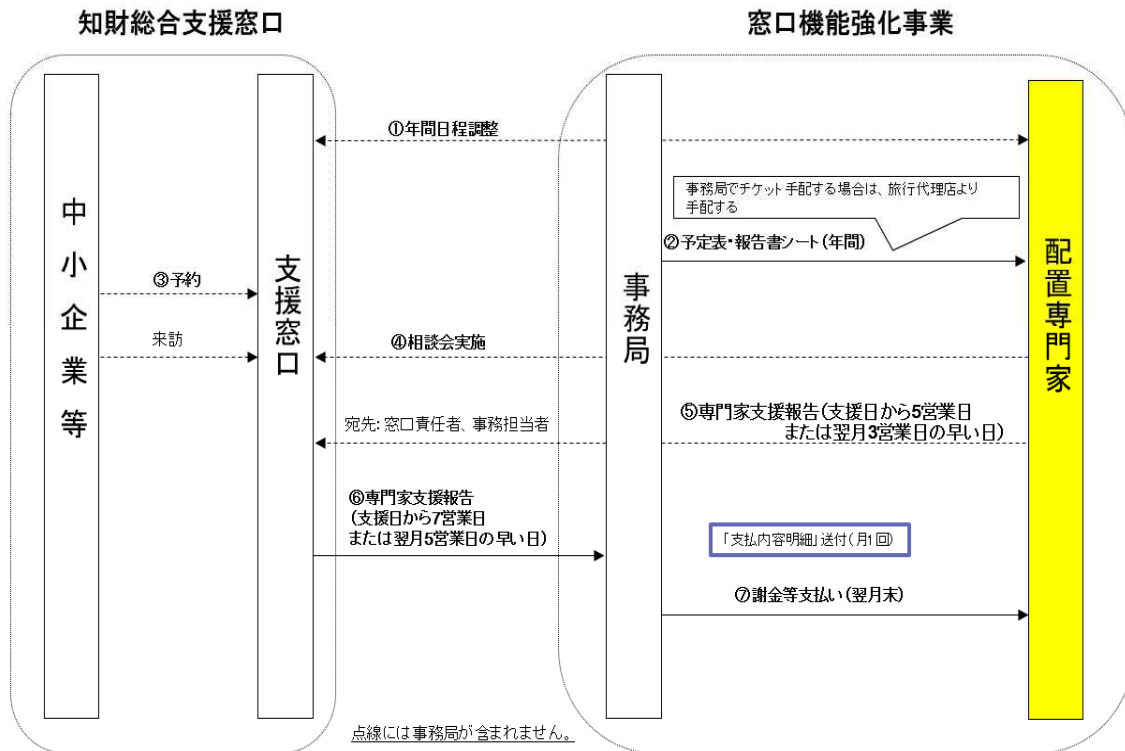 知財総合支援窓口
窓口機能強化事業
中小企業等
支援窓口
事務局
配置専門家
①年間日程調整
事務局でチケット手配する場合は、旅行代理店より
手配する
②予定表・報告書シート(年間)
③予約
来訪
④相談会実施
⑤専門家支援報告(支援日から5営業日
または翌月3営業日の早い日)
宛先: 窓口責任者、事務担当者
⑥専門家支援報告
(支援日から7営業日
または翌月5営業日の早い日)
「支払内容明細」送付(月1回)
⑦謝金等支払い(翌月末)
点線には事務局が含まれません。